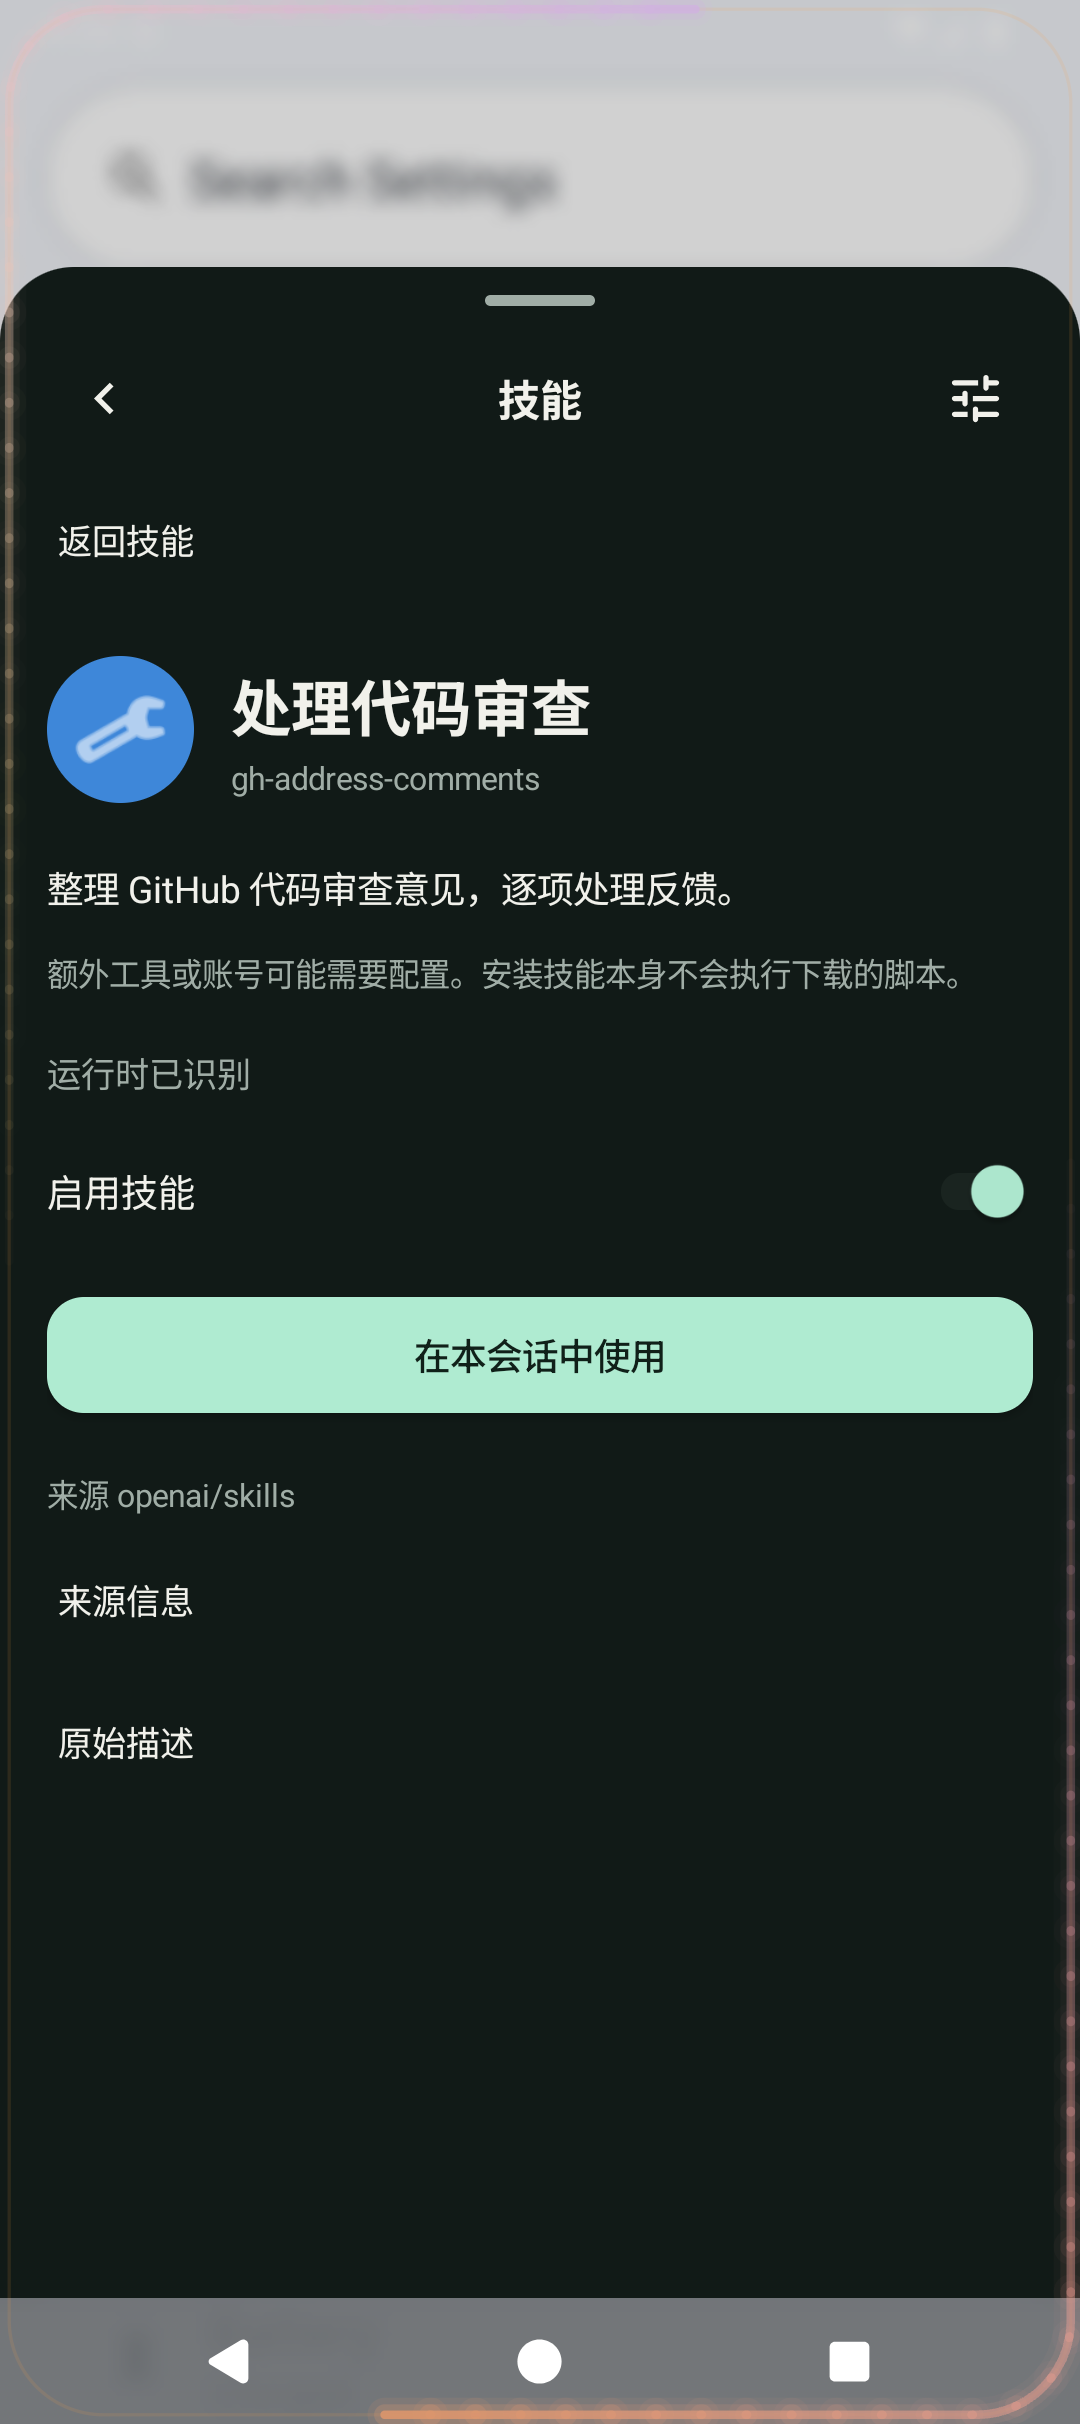 Search Settings
技能
返回技能
处理代码审查
gh-address-comments
整理 GitHub 代码审查意见，逐项处理反馈。
额外工具或账号可能需要配置。安装技能本身不会执行下载的脚本。
运行时已识别
启用技能
在本会话中使用
来源 openai/skills
来源信息
原始描述